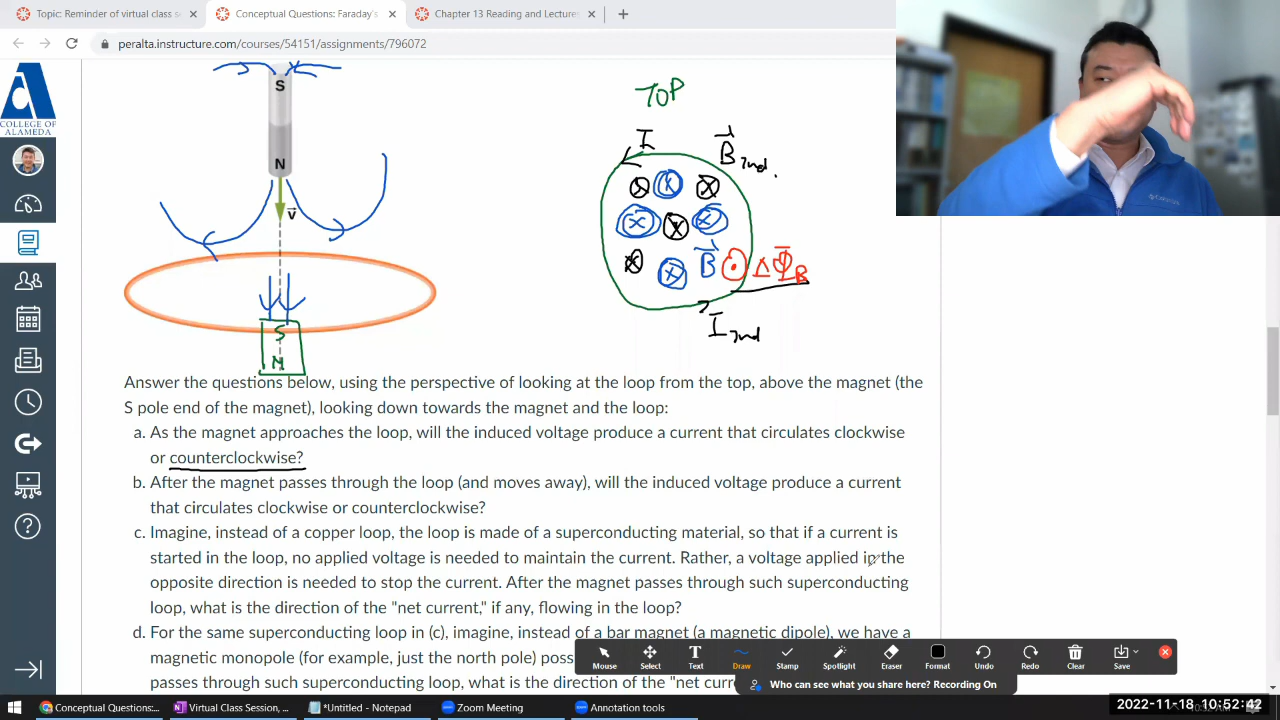 Topic: Reminder of virtual class s
Conceptual Questions: Faraday's
Chapter 13 Reading and Lectures
peralta.instructure.com/courses/54151/assignments/796072
COLLEGE OF
ALAMEDA
S
N
v
S
N
TOP
I
B ind.
B
ΔΦB
I ind
Answer the questions below, using the perspective of looking at the loop from the top, above the magnet (the
S pole end of the magnet), looking down towards the magnet and the loop:
a. As the magnet approaches the loop, will the induced voltage produce a current that circulates clockwise
or counterclockwise?
b. After the magnet passes through the loop (and moves away), will the induced voltage produce a current
that circulates clockwise or counterclockwise?
c. Imagine, instead of a copper loop, the loop is made of a superconducting material, so that if a current is
started in the loop, no applied voltage is needed to maintain the current. Rather, a voltage applied in the
opposite direction is needed to stop the current. After the magnet passes through such superconducting
loop, what is the direction of the "net current," if any, flowing in the loop?
d. For the same superconducting loop in (c), imagine, instead of a bar magnet (a magnetic dipole), we have a
magnetic monopole (for example, just the north pole) poss
passes through such superconducting loop, what is the direction of the "net curre
Mouse
Select
Text
Draw
Stamp
Spotlight
Eraser
Format
Undo
Redo
Clear
Save
Who can see what you share here? Recording On
Conceptual Questions:...
Virtual Class Session, ...
*Untitled - Notepad
Zoom Meeting
Annotation tools
2022-11-18 10:52:42